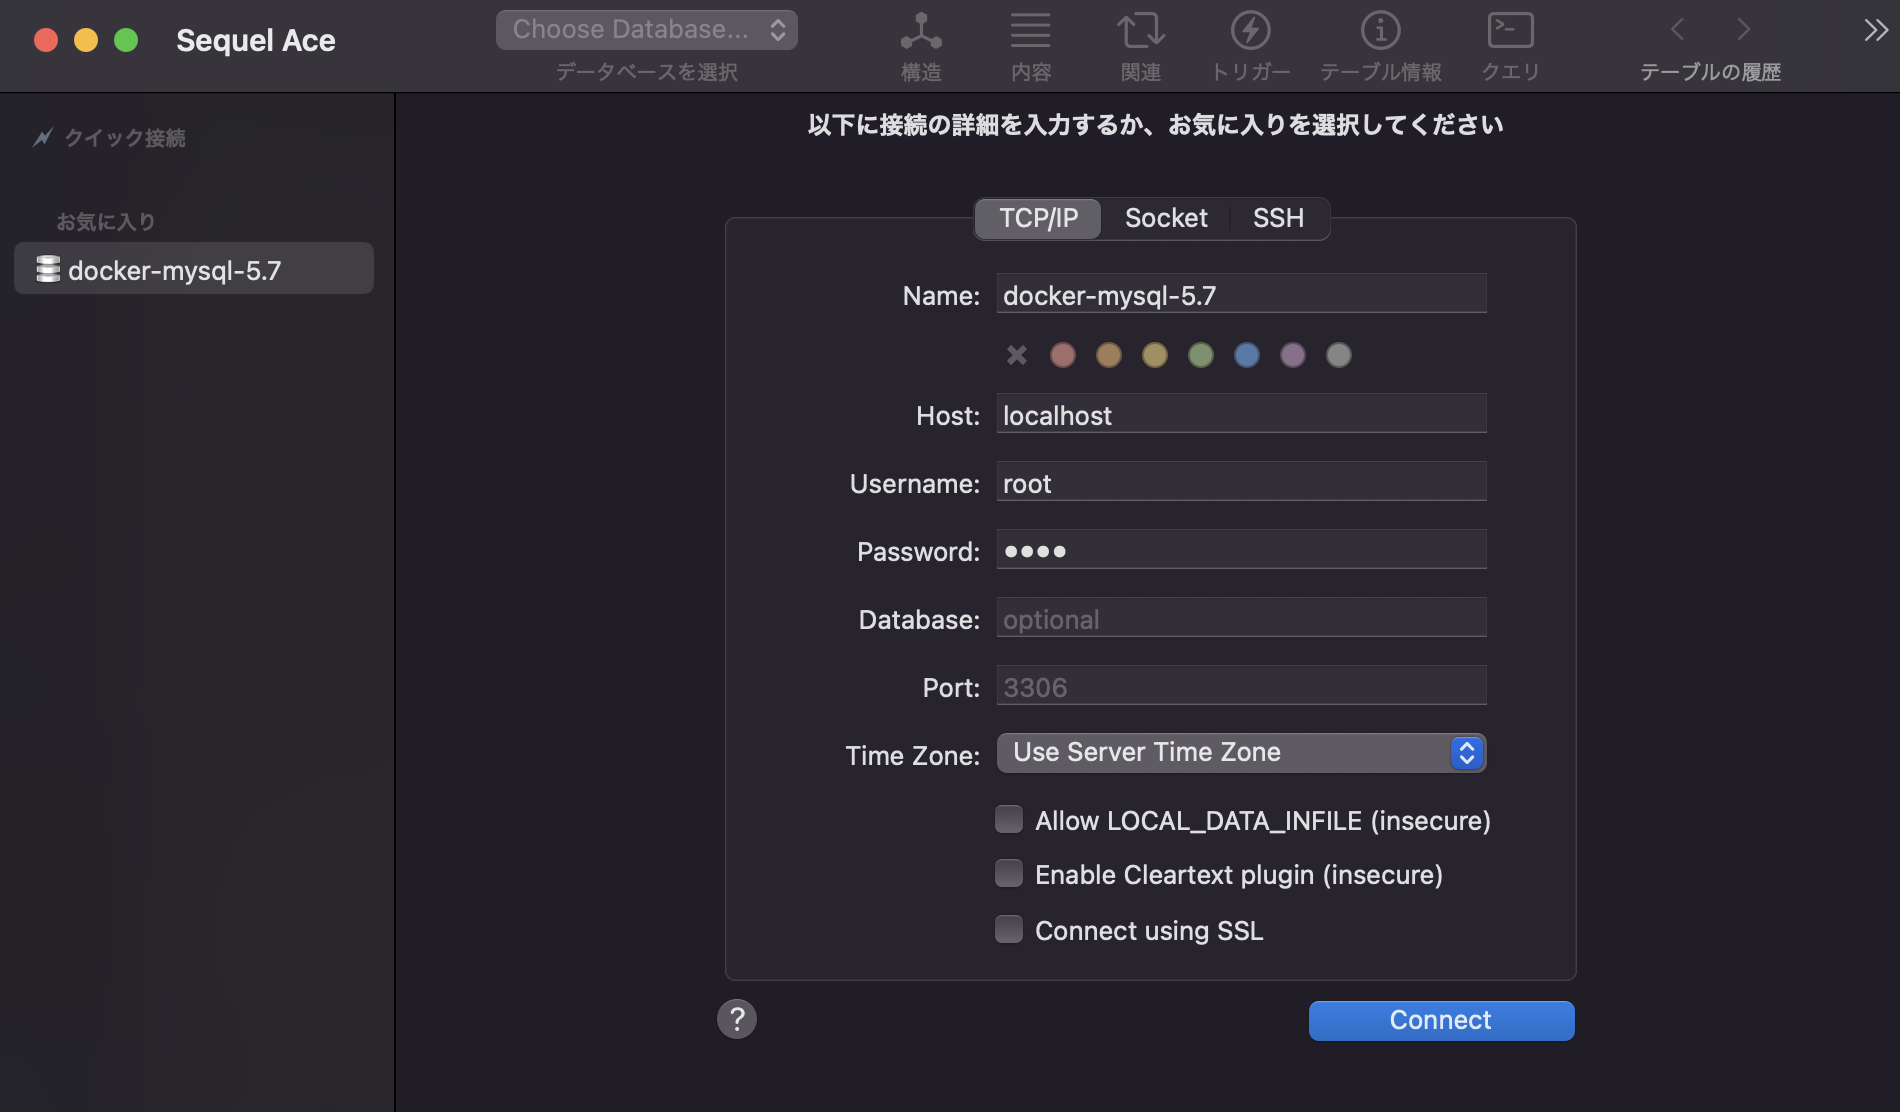 Sequel Ace
Choose Database...
データベースを選択
構造
内容
関連
トリガー
テーブル情報
クエリ
テーブルの履歴
クイック接続
お気に入り
docker-mysql-5.7
以下に接続の詳細を入力するか、お気に入りを選択してください
TCP/IP Socket SSH
Name: docker-mysql-5.7
Host: localhost
Username: root
Password: ●●●●
Database: optional
Port: 3306
Time Zone: Use Server Time Zone
Allow LOCAL_DATA_INFILE (insecure)
Enable Cleartext plugin (insecure)
Connect using SSL
?
Connect